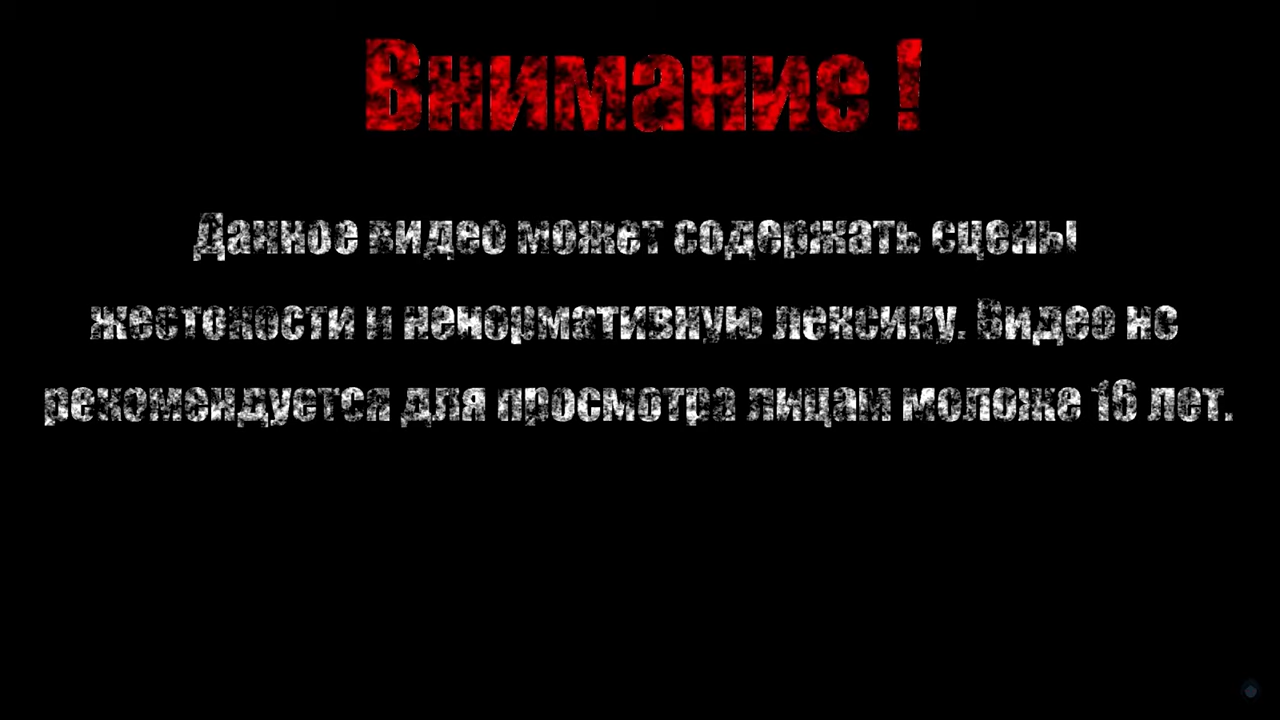 Внимание !
Данное видео может содержать сцены
жестокости и ненормативную лексику. Видео не
рекомендуется для просмотра лицам моложе 16 лет.